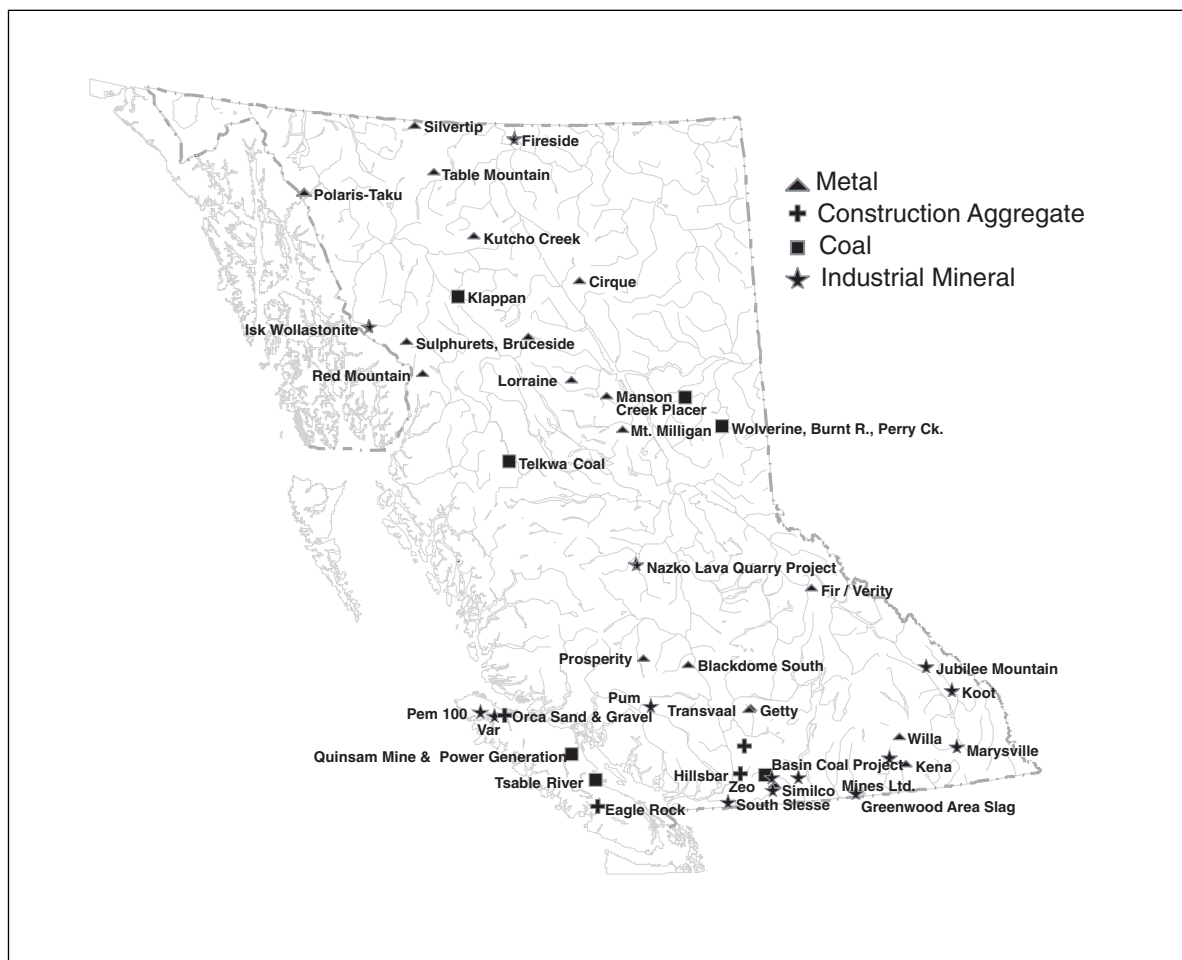 Silvertip
Fireside
Table Mountain
Polaris-Taku
Metal
Construction Aggregate
Coal
Industrial Mineral
Kutcho Creek
Cirque
Klappan
Isk Wollastonite
Sulphurets, Bruceside
Red Mountain
Lorraine
Manson
Creek Placer
Mt. Milligan
Wolverine, Burnt R., Perry Ck.
Telkwa Coal
Nazko Lava Quarry Project
Fir / Verity
Prosperity
Blackdome South
Jubilee Mountain
Koot
Pum
Transvaal
Getty
Pem 100
Var
Orca Sand & Gravel
Willa
Marysville
Quinsam Mine & Power Generation
Basin Coal Project
Kena
Hillsbar
Tsable River
Zeo
Similco
Mines Ltd.
South Slesse
Greenwood Area Slag
Eagle Rock